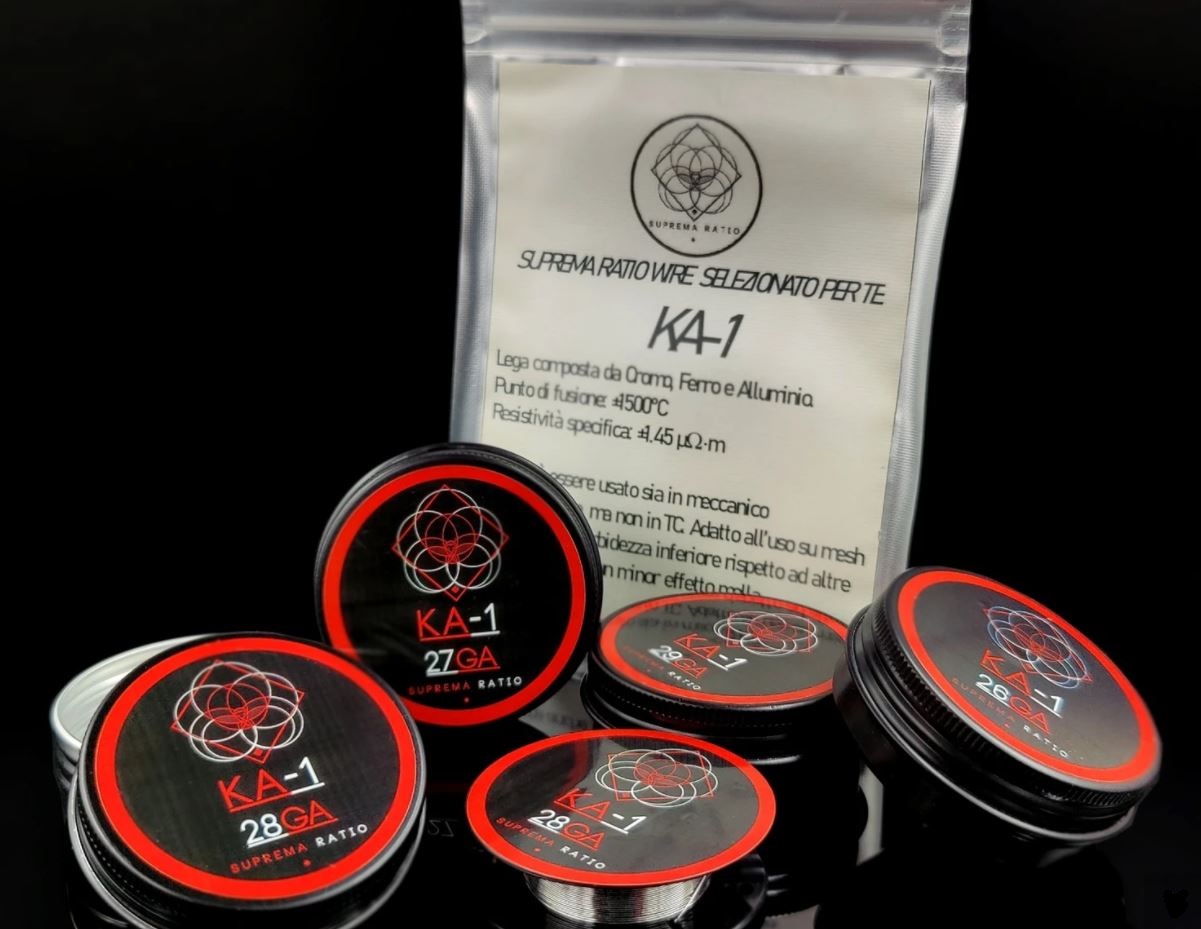 SUPREMA RATIO
SUPREMA RATIO WIRE SELEZIONATO PER TE
KA-1
Lega composta da Cromo, Ferro e Alluminio.
Punto di fusione: ±1500°C
Resistività specifica: ±1.45 µΩ·m
essere usato sia in meccanico
ma non in TC. Adatto all'uso su mesh
inferiore rispetto ad altre
minor effetto molla
KA-1
27GA
SUPREMA RATIO
KA-1
29GA
SUPREMA RATIO
KA-1
26GA
SUPREMA RATIO
KA-1
28GA
SUPREMA RATIO
KA-1
28GA
SUPREMA RATIO